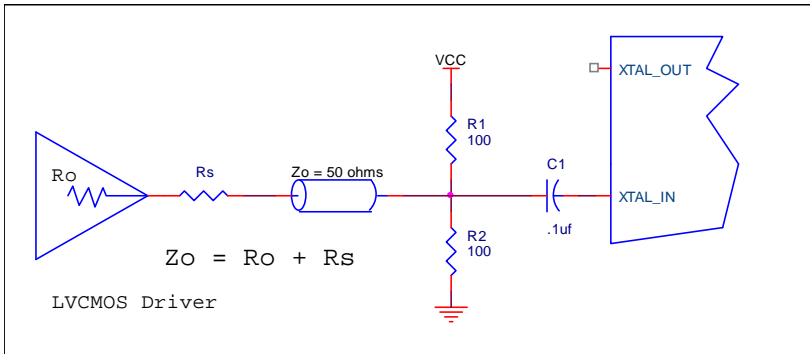 VCC
XTAL_OUT
R1
100
Ro
Rs
Zo = 50 ohms
C1
XTAL_IN
.1uf
R2
100
Zo = Ro + Rs
LVCMOS Driver